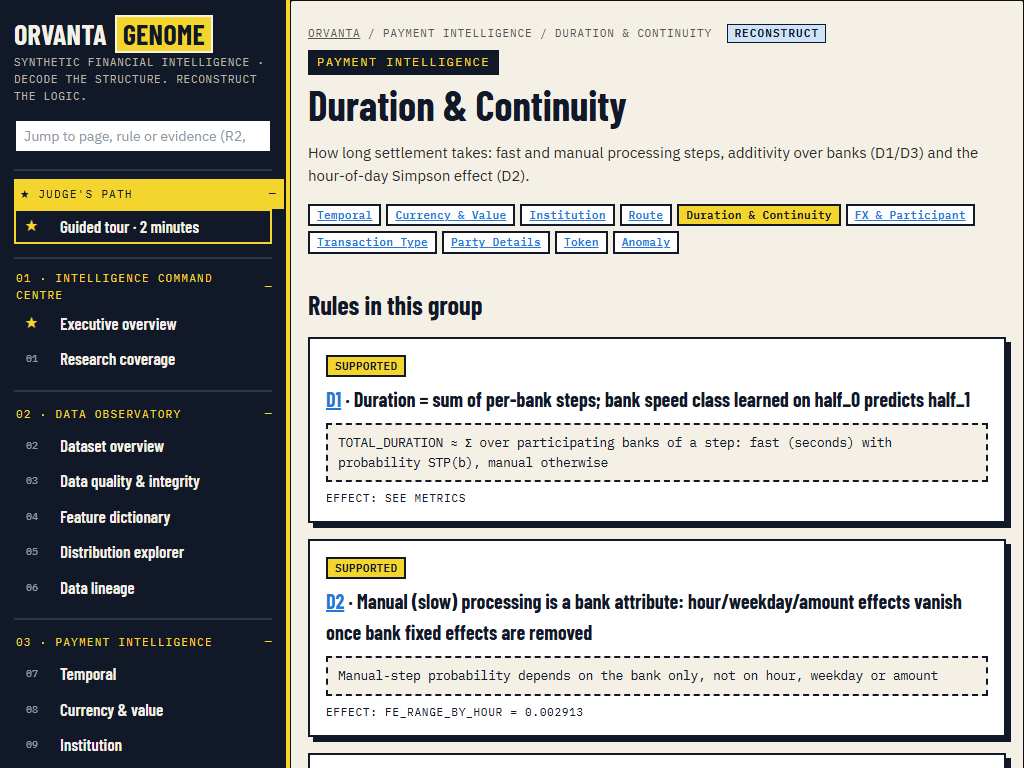 ORVANTA GENOME
SYNTHETIC FINANCIAL INTELLIGENCE ·
DECODE THE STRUCTURE. RECONSTRUCT
THE LOGIC.
Jump to page, rule or evidence (R2,
★ JUDGE'S PATH –
★ Guided tour · 2 minutes
01 · INTELLIGENCE COMMAND
CENTRE –
★ Executive overview
01 Research coverage
02 · DATA OBSERVATORY –
02 Dataset overview
03 Data quality & integrity
04 Feature dictionary
05 Distribution explorer
06 Data lineage
03 · PAYMENT INTELLIGENCE –
07 Temporal
08 Currency & value
09 Institution
ORVANTA / PAYMENT INTELLIGENCE / DURATION & CONTINUITY RECONSTRUCT
PAYMENT INTELLIGENCE
Duration & Continuity
How long settlement takes: fast and manual processing steps, additivity over banks (D1/D3) and the
hour-of-day Simpson effect (D2).
Temporal Currency & Value Institution Route Duration & Continuity FX & Participant
Transaction Type Party Details Token Anomaly
Rules in this group
SUPPORTED
D1 · Duration = sum of per-bank steps; bank speed class learned on half_0 predicts half_1
TOTAL_DURATION ≈ Σ over participating banks of a step: fast (seconds) with
probability STP(b), manual otherwise
EFFECT: SEE METRICS
SUPPORTED
D2 · Manual (slow) processing is a bank attribute: hour/weekday/amount effects vanish
once bank fixed effects are removed
Manual-step probability depends on the bank only, not on hour, weekday or amount
EFFECT: FE_RANGE_BY_HOUR = 0.002913